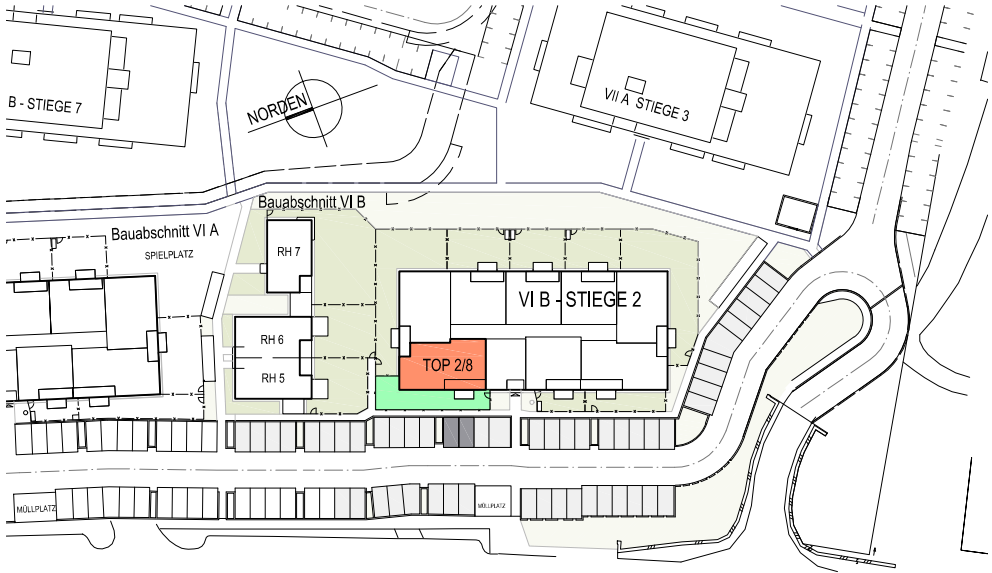 B - STIEGE 7
NORDEN
VII A STIEGE 3
Bauabschnitt VI B
Bauabschnitt VI A
SPIELPLATZ
RH 7
VI B - STIEGE 2
RH 6
TOP 2/8
RH 5
MÜLLPLATZ
MÜLLPLATZ